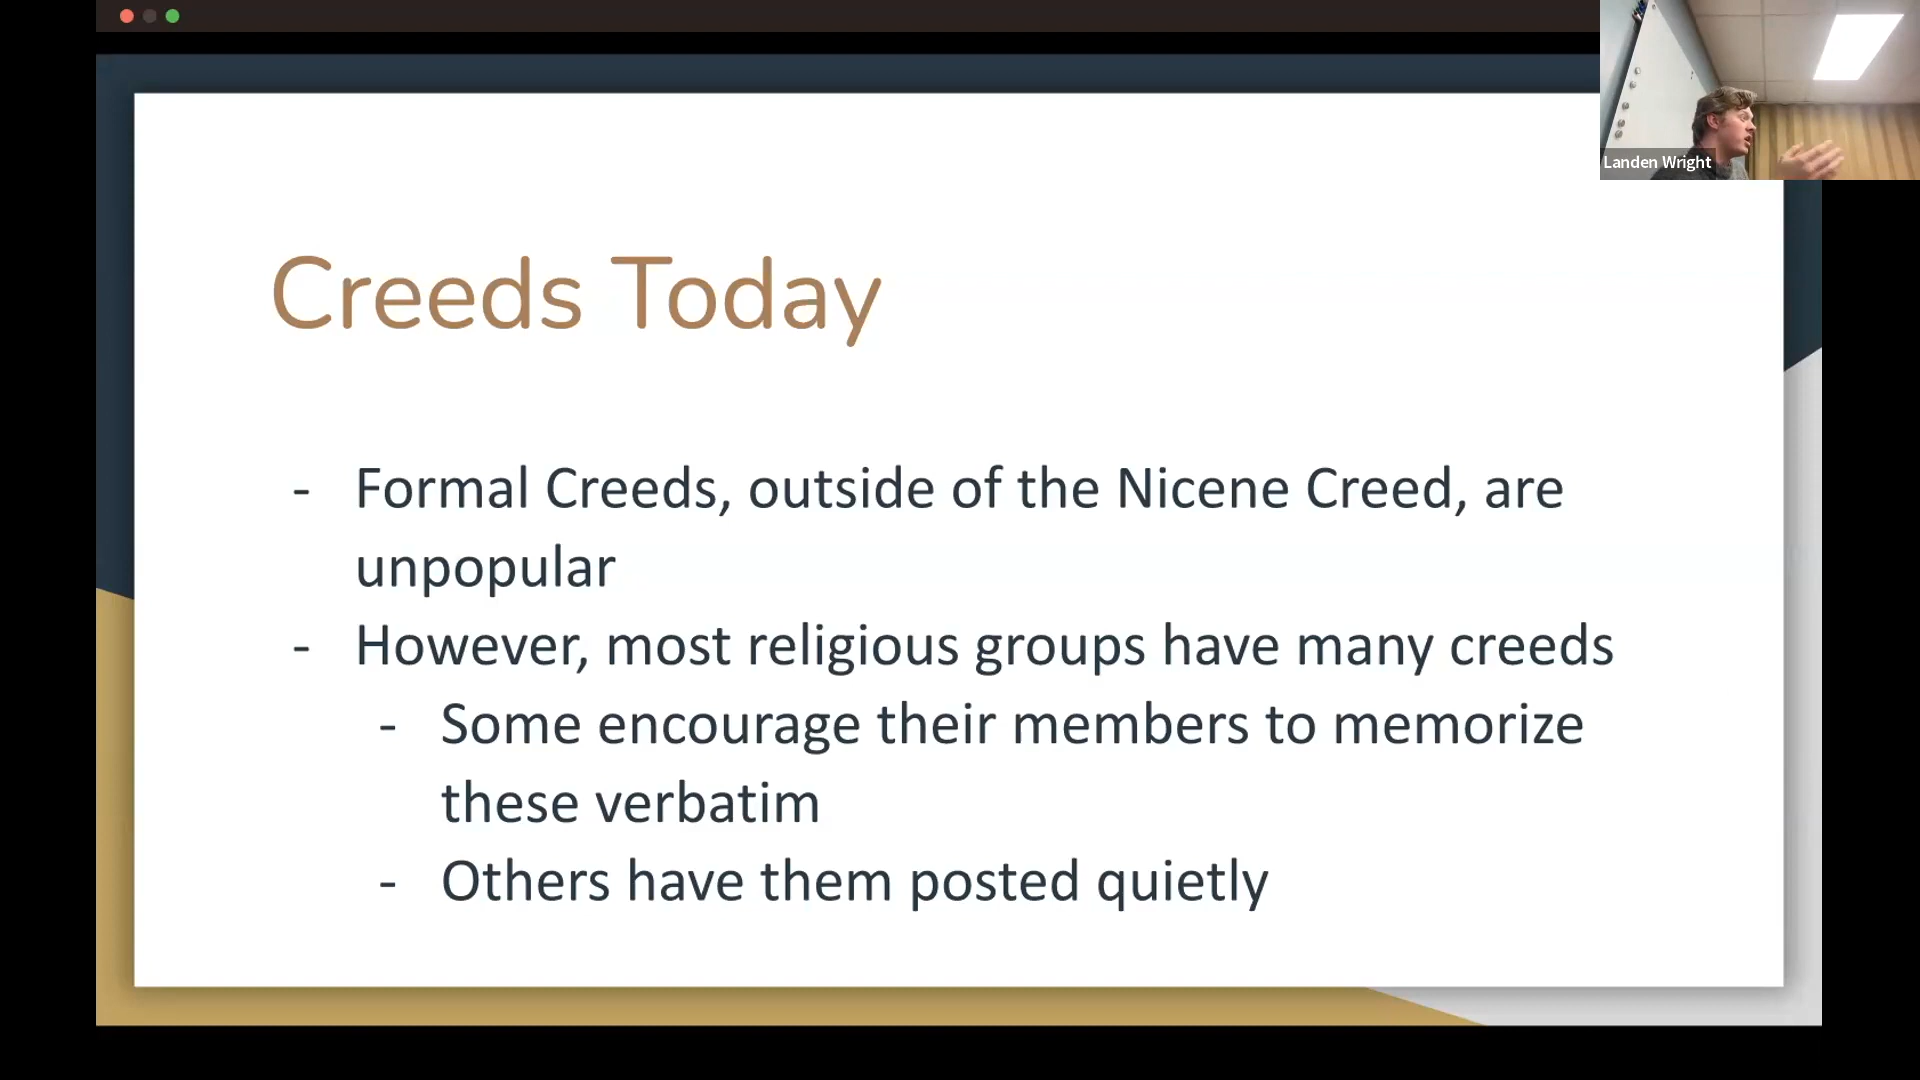 Landen Wright
Creeds Today
- Formal Creeds, outside of the Nicene Creed, are
unpopular
- However, most religious groups have many creeds
- Some encourage their members to memorize
these verbatim
- Others have them posted quietly